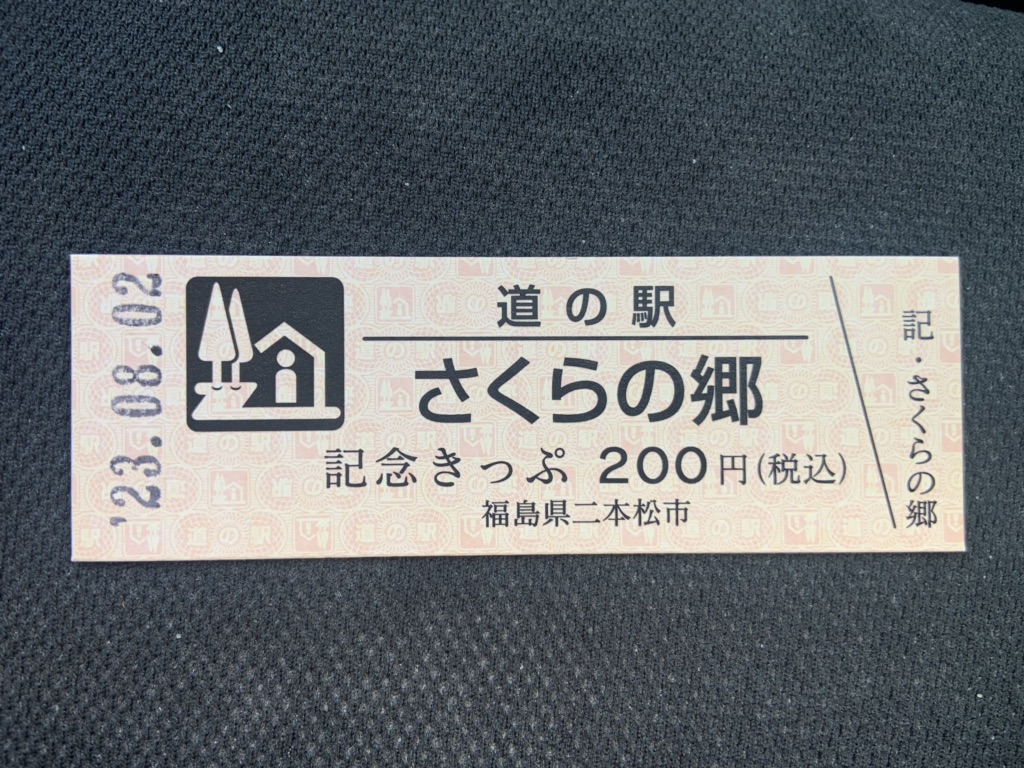 '23.08.02
道の駅
さくらの郷
記念きっぷ 200円(税込)
福島県二本松市
記・さくらの郷